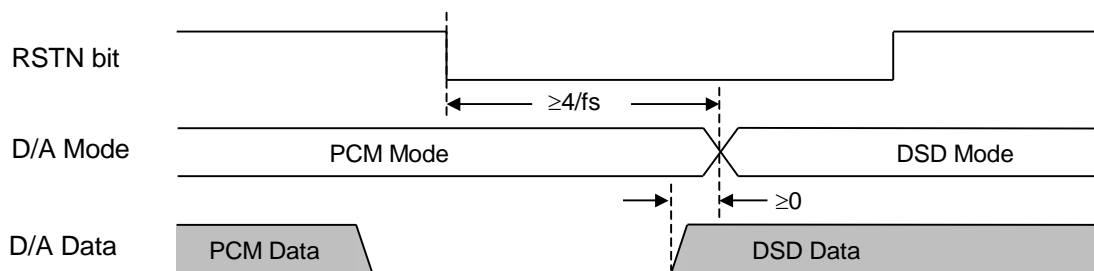 RSTN bit
≥4/fs
D/A Mode
PCM Mode
DSD Mode
≥0
D/A Data
PCM Data
DSD Data